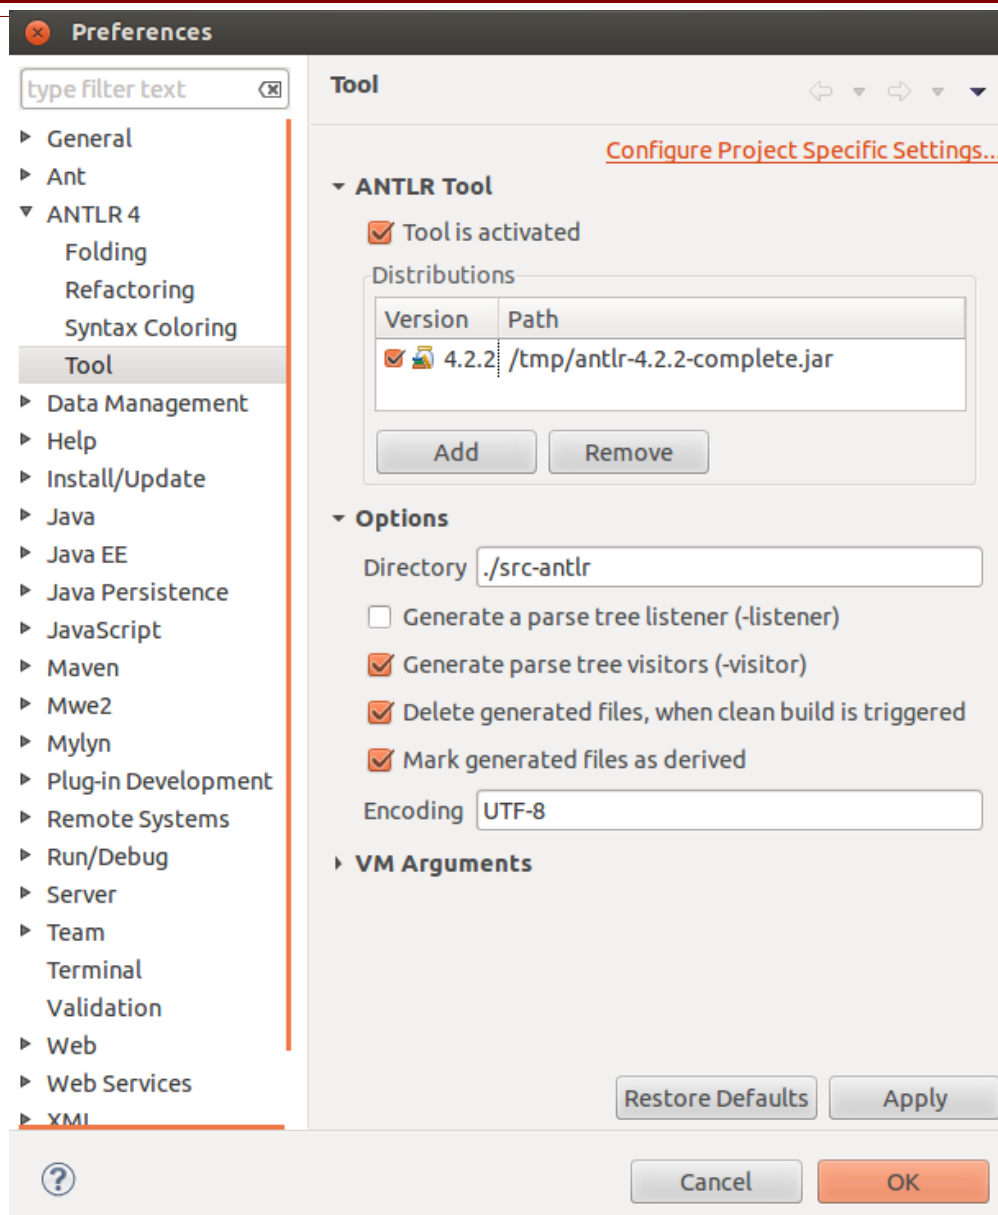 Preferences
type filter text
General
Ant
ANTLR 4
Folding
Refactoring
Syntax Coloring
Tool
Data Management
Help
Install/Update
Java
Java EE
Java Persistence
JavaScript
Maven
Mwe2
Mylyn
Plug-in Development
Remote Systems
Run/Debug
Server
Team
Terminal
Validation
Web
Web Services
XML
Tool
Configure Project Specific Settings...
ANTLR Tool
Tool is activated
Distributions
Version Path
4.2.2 /tmp/antlr-4.2.2-complete.jar
Add Remove
Options
Directory ./src-antlr
Generate a parse tree listener (-listener)
Generate parse tree visitors (-visitor)
Delete generated files, when clean build is triggered
Mark generated files as derived
Encoding UTF-8
VM Arguments
Restore Defaults Apply
Cancel OK